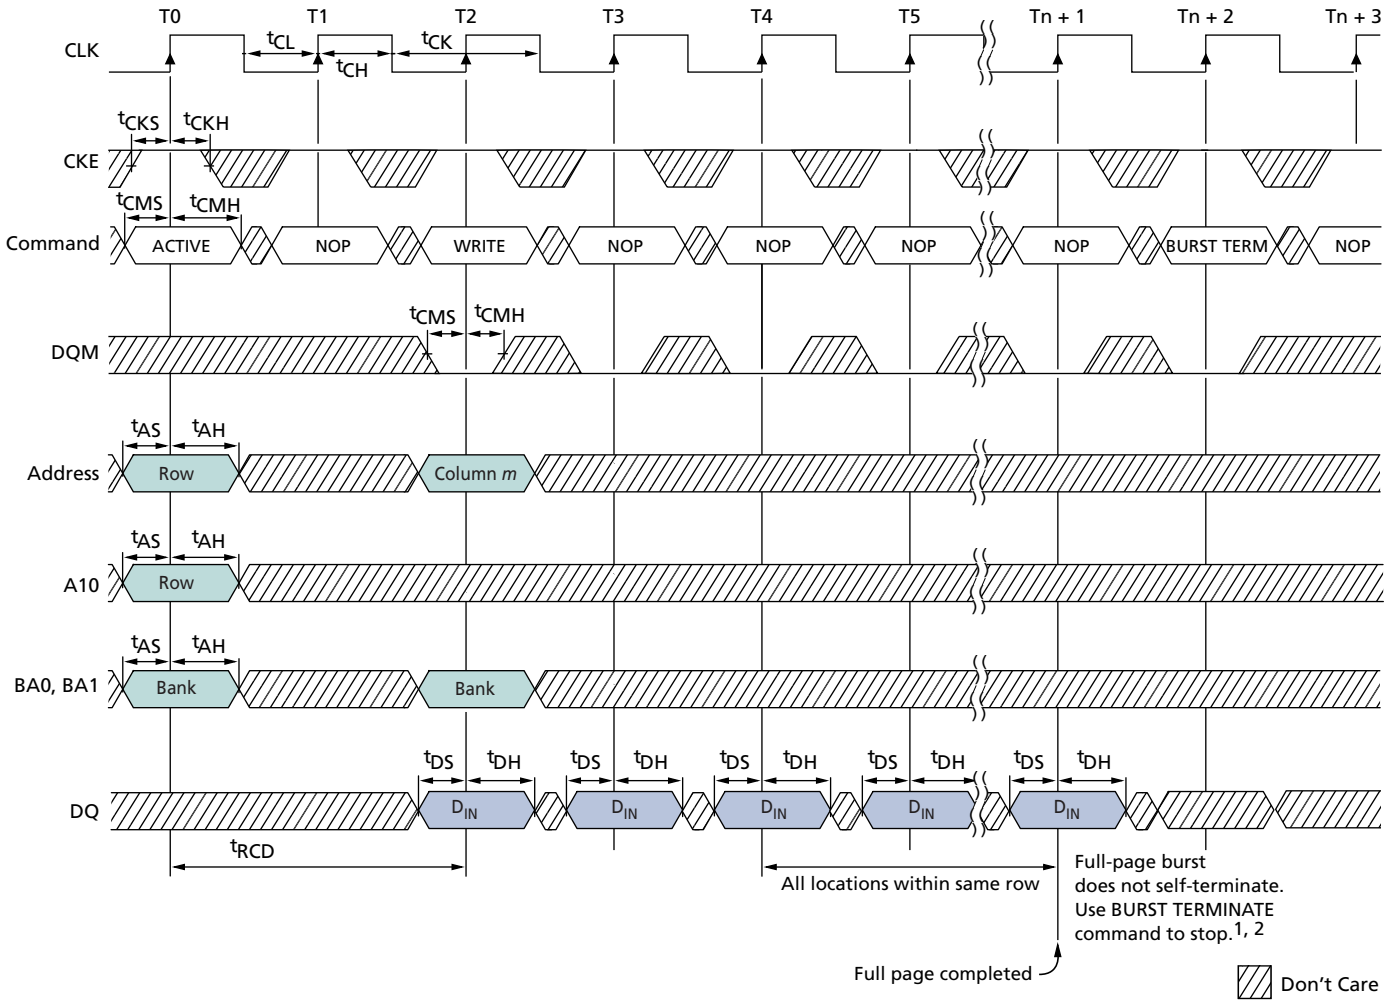 T0 T1 T2 T3 T4 T5 Tn + 1 Tn + 2 Tn + 3
CLK
tCL tCK
tCH
tCKS tCKH
CKE
tCMS tCMH
Command ACTIVE NOP WRITE NOP NOP NOP NOP BURST TERM NOP
tCMS tCMH
DQM
tAS tAH
Address Row Column m
tAS tAH
A10 Row
tAS tAH
BA0, BA1 Bank Bank
tDS tDH tDS tDH tDS tDH tDS tDH tDS tDH
DQ DIN DIN DIN DIN DIN
tRCD
All locations within same row
Full-page burst
does not self-terminate.
Use BURST TERMINATE
command to stop.1, 2
Full page completed
Don't Care